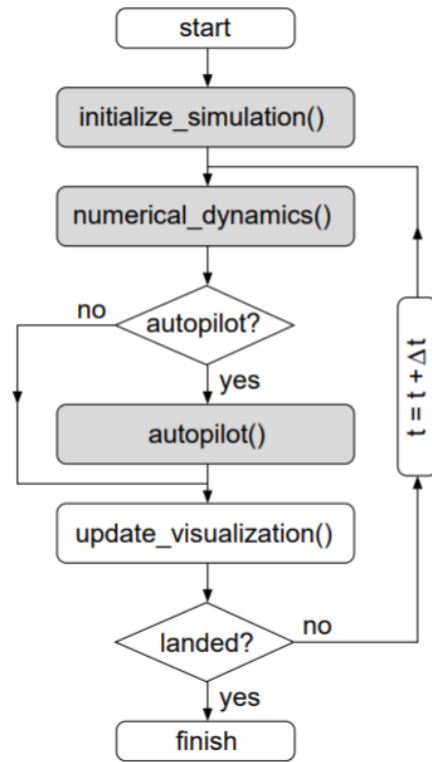 start
initialize_simulation()
numerical_dynamics()
no
autopilot?
yes
autopilot()
t = t + Δt
update_visualization()
landed?
no
yes
finish